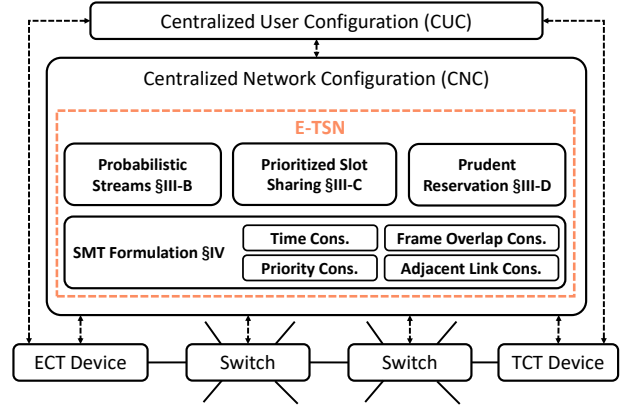 Centralized User Configuration (CUC)
Centralized Network Configuration (CNC)
E-TSN
Probabilistic
Streams §III-B
Prioritized Slot
Sharing §III-C
Prudent
Reservation §III-D
SMT Formulation §IV
Time Cons.
Frame Overlap Cons.
Priority Cons.
Adjacent Link Cons.
ECT Device
Switch
Switch
TCT Device